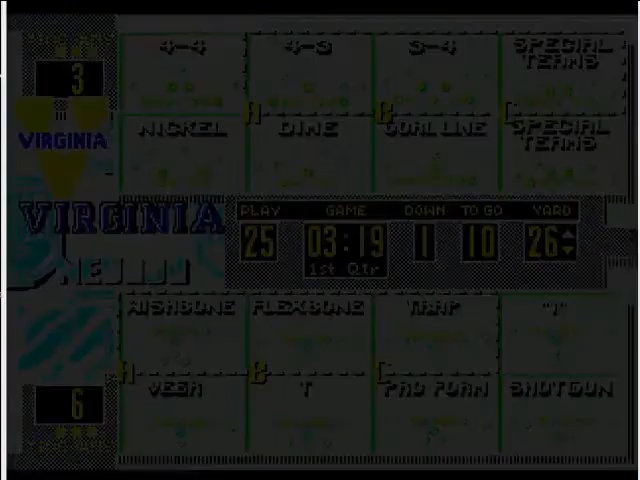 4-4 4-3 3-4 SPECIAL TEAMS
3
A B C
VIRGINIA NICKEL DIME GOAL LINE SPECIAL TEAMS
VIRGINIA
PLAY GAME DOWN TO GO YARD
25 03:19 1 10 26
1st Qtr
WISHBONE FLEXBONE TRAP "I"
A B C
6
VEER T PRO FORM SHOTGUN